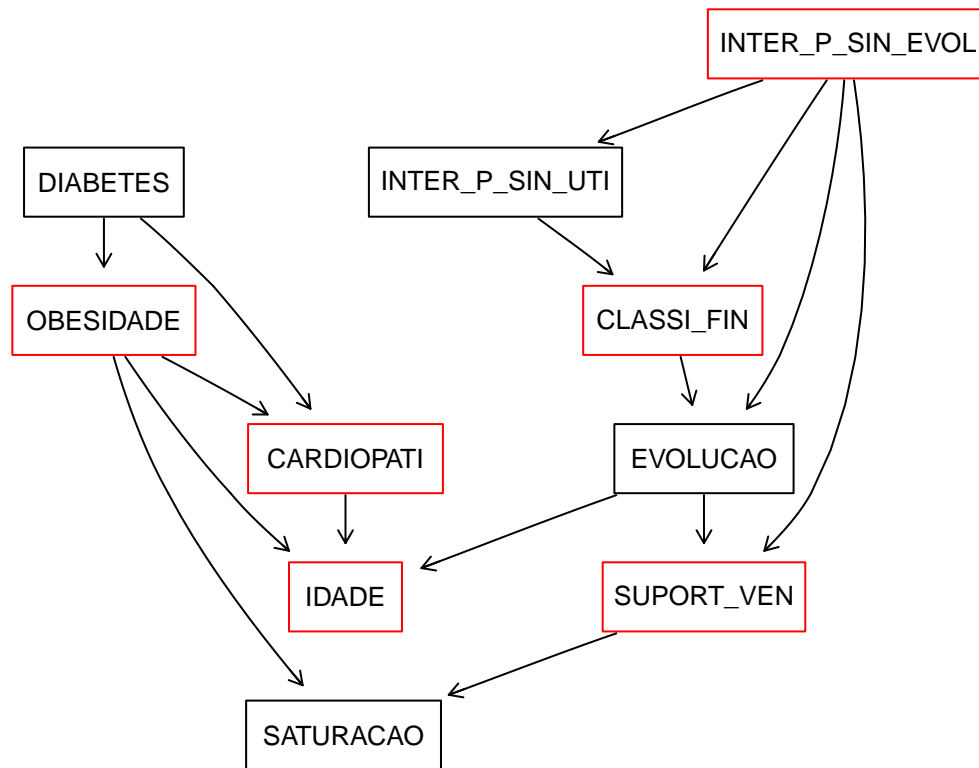 INTER_P_SIN_EVOL
DIABETES
INTER_P_SIN_UTI
OBESIDADE
CLASSI_FIN
CARDIOPATI
EVOLUCAO
IDADE
SUPORT_VEN
SATURACAO